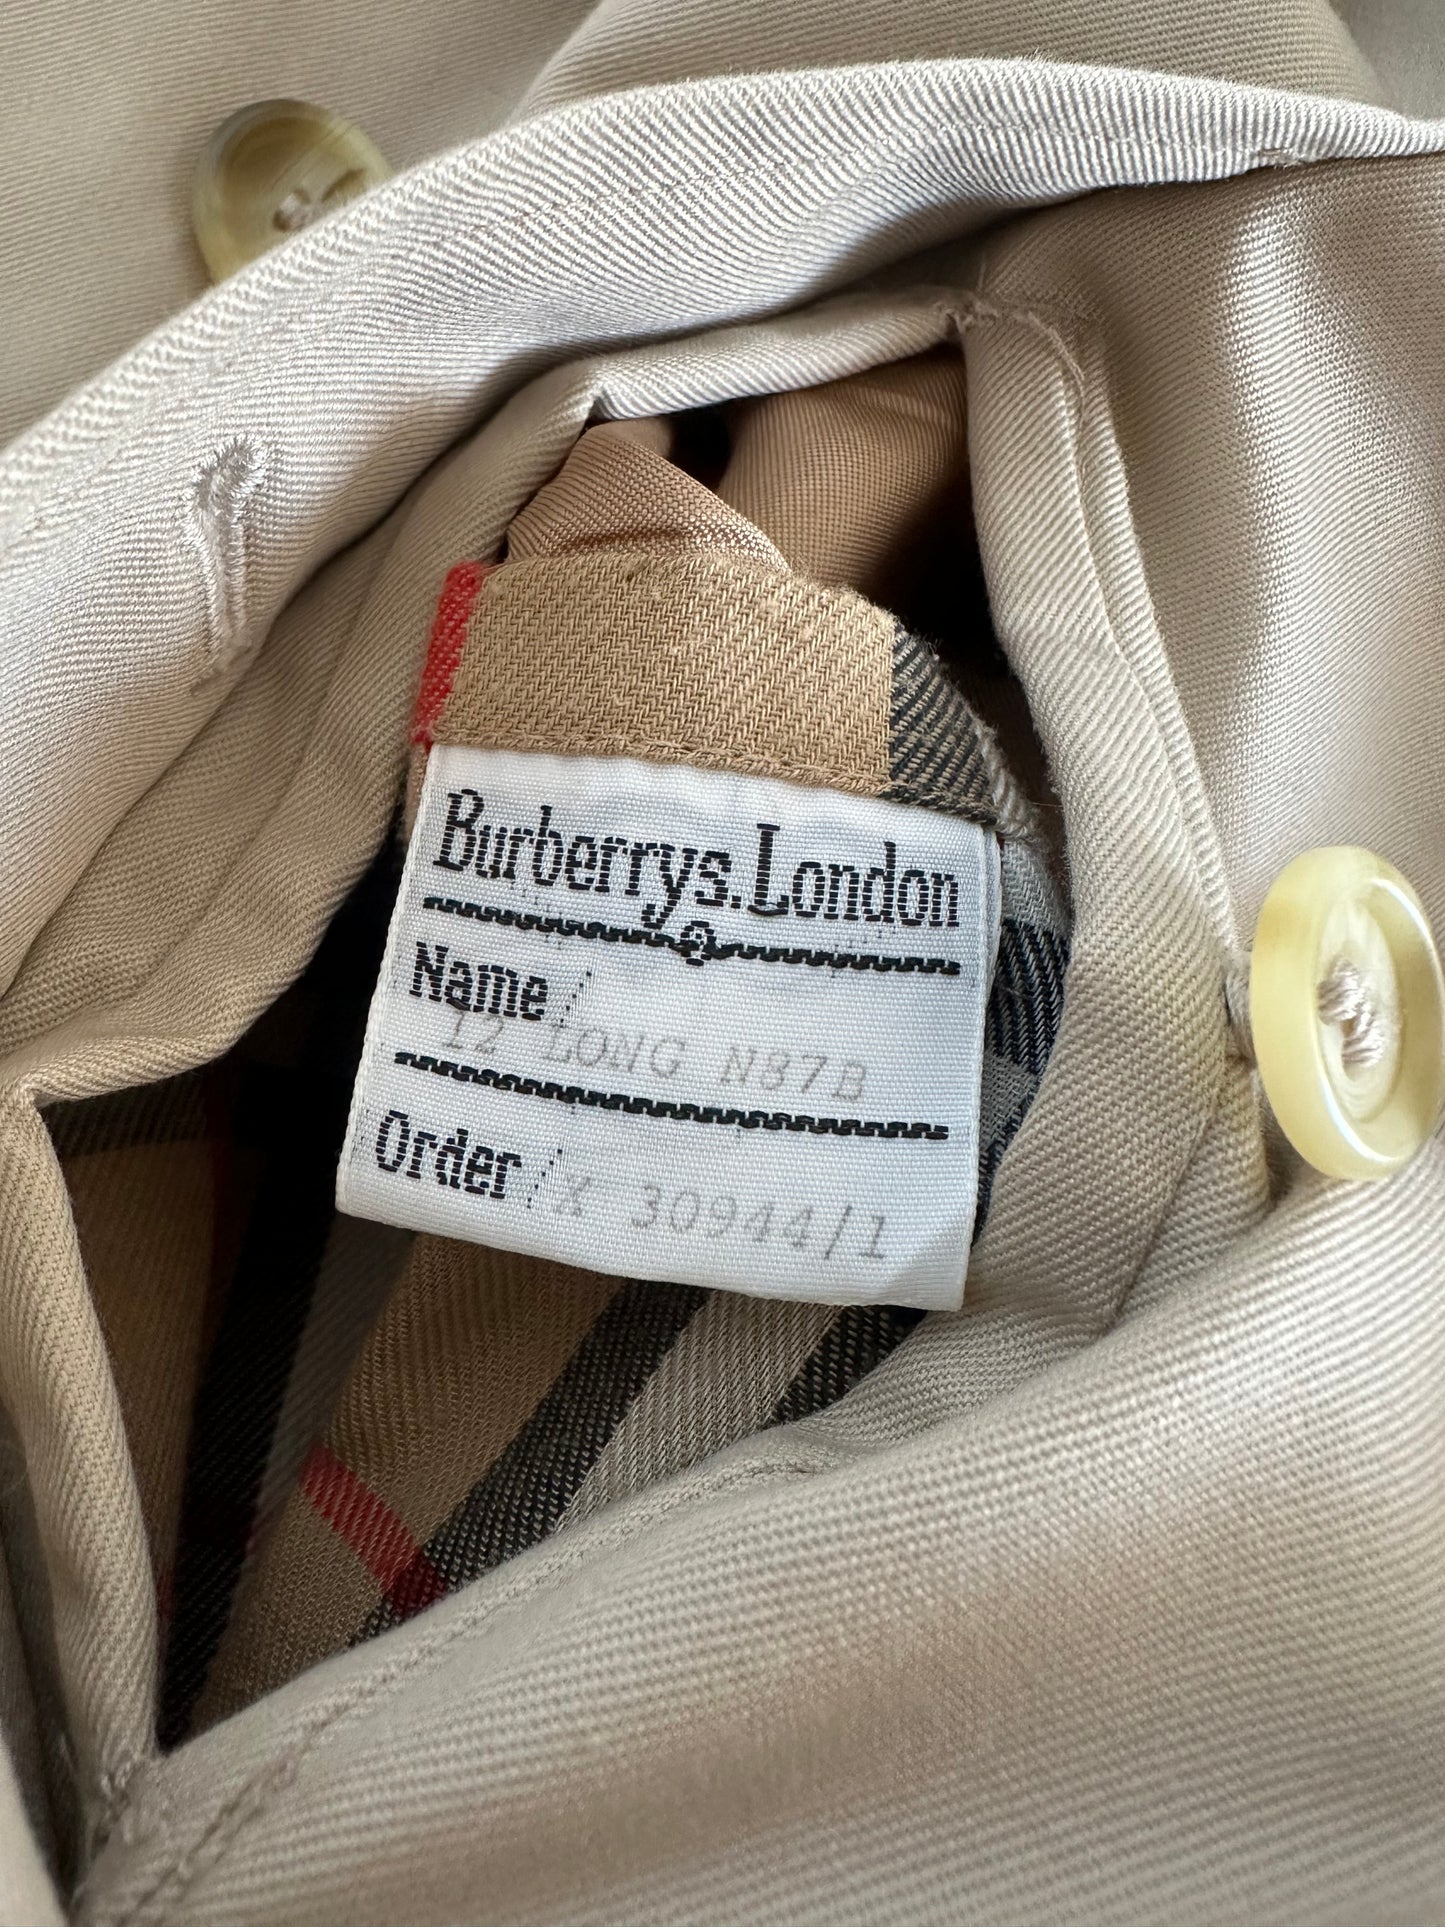 Burberrys.London
Name/
12 LONG N87B
Order/X 30944/1